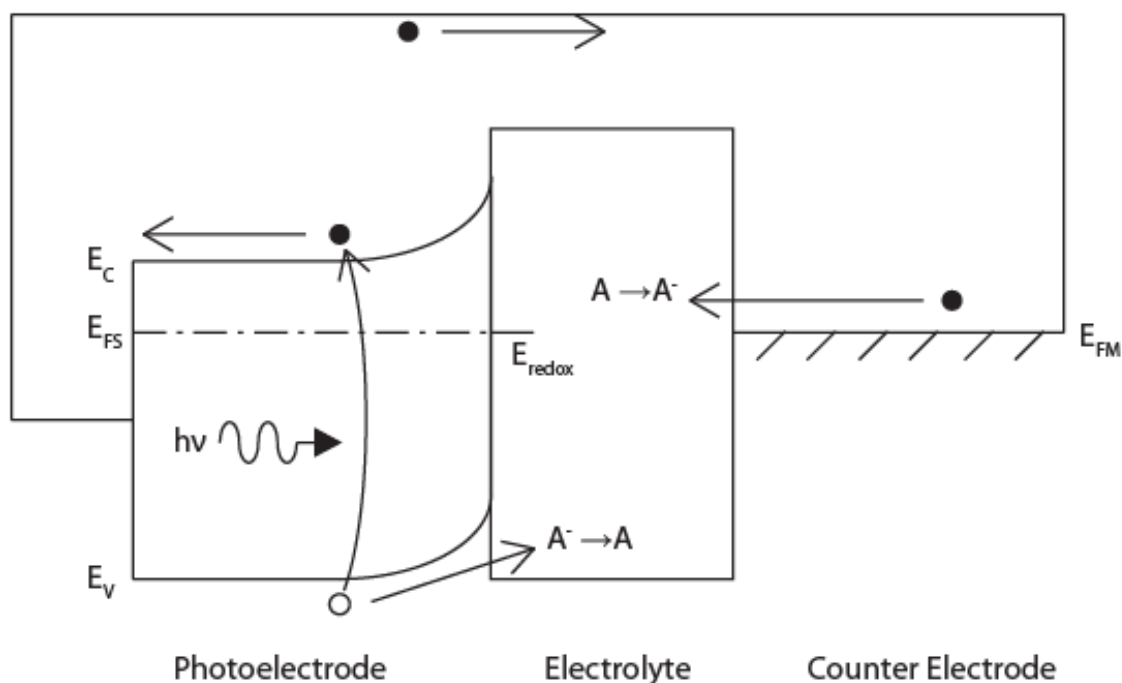 E_C
A → A⁻
E_FS
E_redox
E_FM
hν
A⁻ → A
E_V
Photoelectrode Electrolyte Counter Electrode